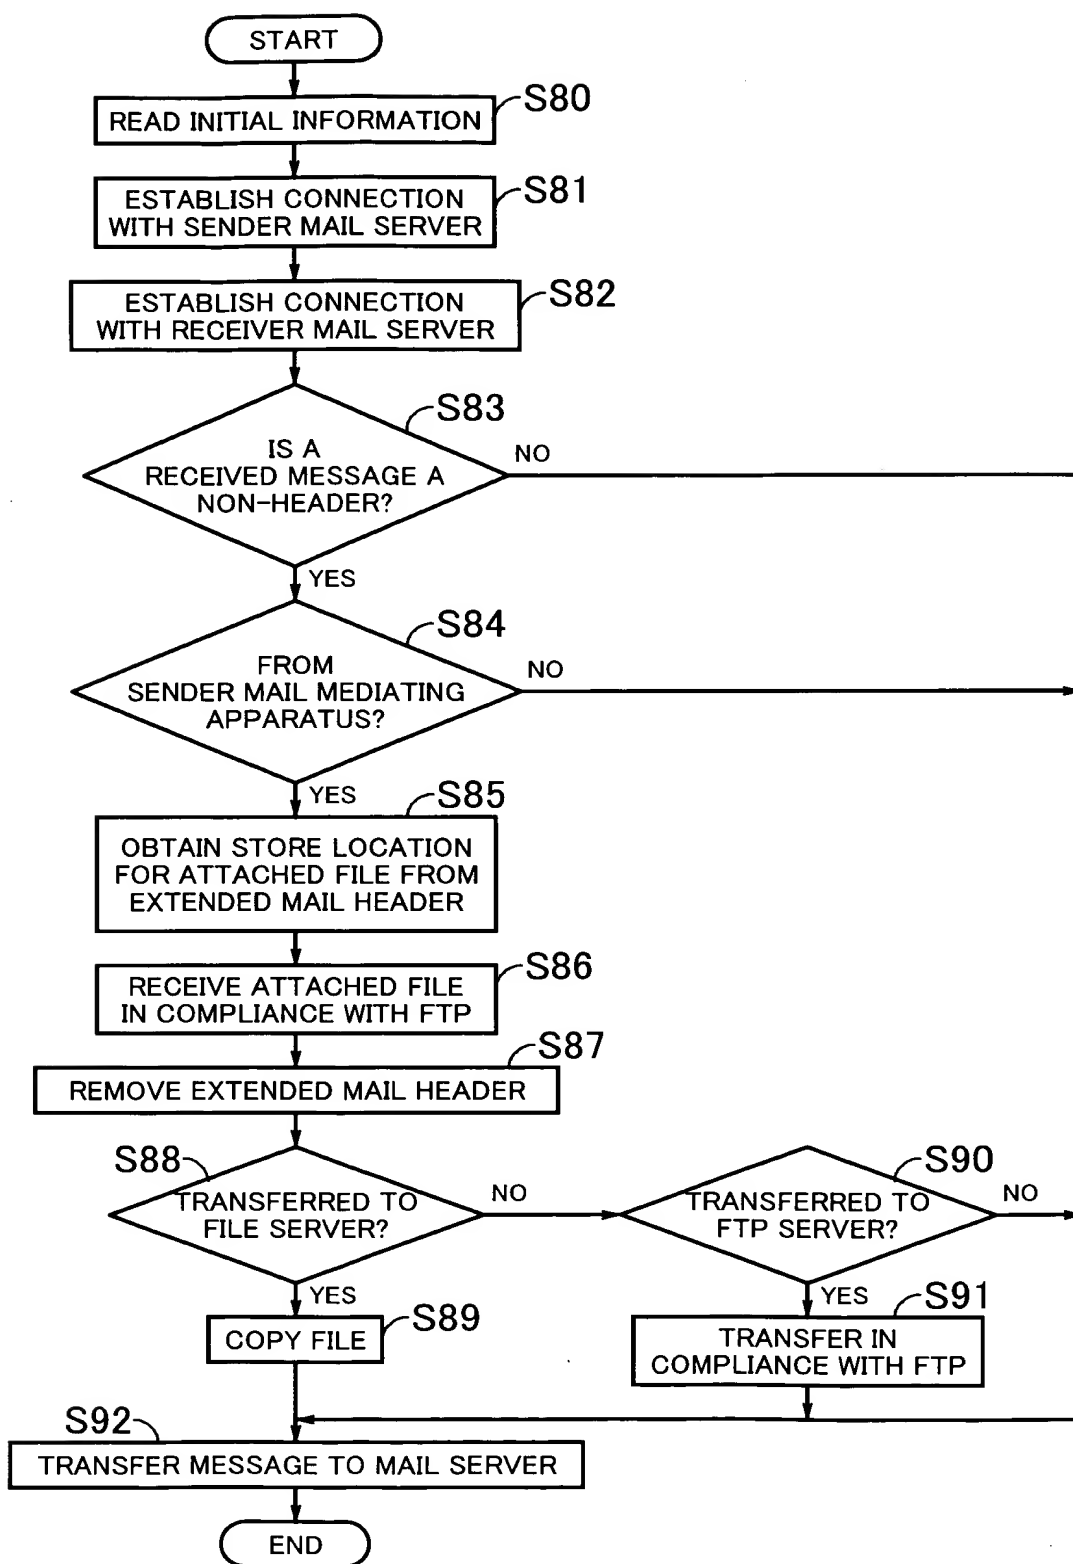 START
S80
READ INITIAL INFORMATION
S81
ESTABLISH CONNECTION
WITH SENDER MAIL SERVER
S82
ESTABLISH CONNECTION
WITH RECEIVER MAIL SERVER
S83
IS A
RECEIVED MESSAGE A
NON-HEADER?
NO
YES
S84
FROM
SENDER MAIL MEDIATING
APPARATUS?
NO
YES
S85
OBTAIN STORE LOCATION
FOR ATTACHED FILE FROM
EXTENDED MAIL HEADER
S86
RECEIVE ATTACHED FILE
IN COMPLIANCE WITH FTP
S87
REMOVE EXTENDED MAIL HEADER
S88
TRANSFERRED TO
FILE SERVER?
NO
YES
S90
TRANSFERRED TO
FTP SERVER?
NO
YES
S89
COPY FILE
S91
TRANSFER IN
COMPLIANCE WITH FTP
S92
TRANSFER MESSAGE TO MAIL SERVER
END